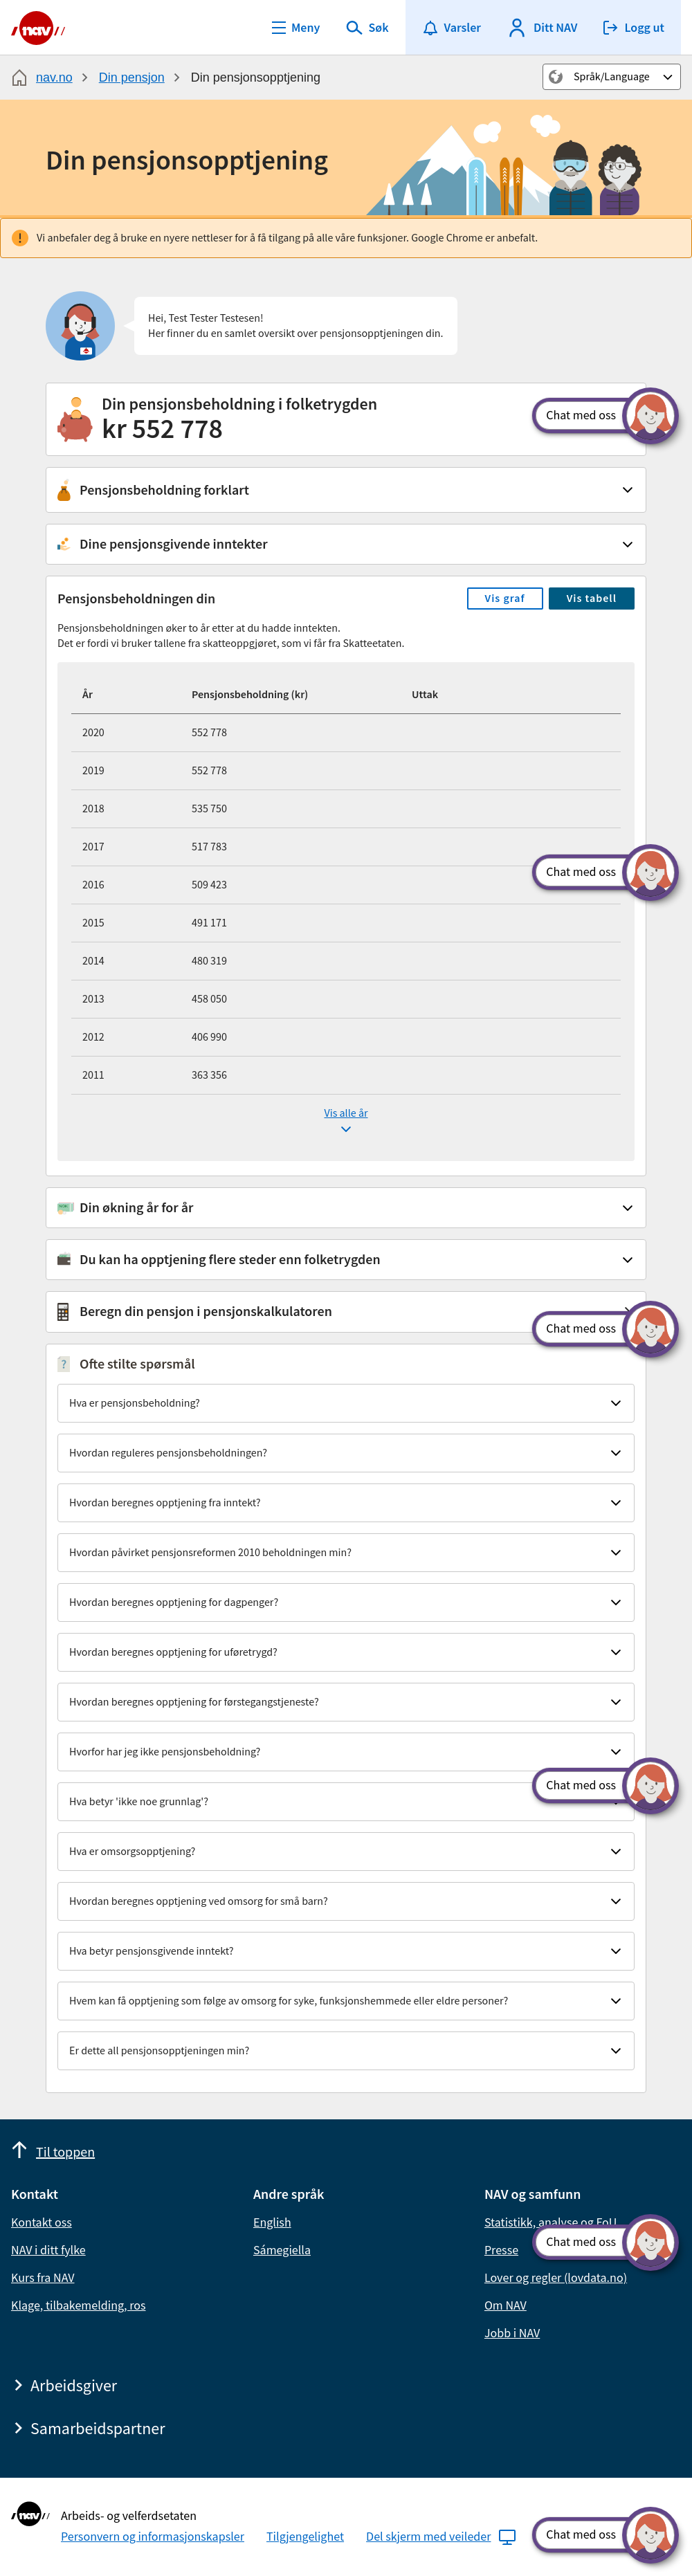 nav
Meny
Søk
Varsler
Ditt NAV
Logg ut
nav.no
Din pensjon
Din pensjonsopptjening
Språk/Language
Din pensjonsopptjening
Vi anbefaler deg å bruke en nyere nettleser for å få tilgang på alle våre funksjoner. Google Chrome er anbefalt.
Hei, Test Tester Testesen!
Her finner du en samlet oversikt over pensjonsopptjeningen din.
Din pensjonsbeholdning i folketrygden
kr 552 778
Chat med oss
Pensjonsbeholdning forklart
Dine pensjonsgivende inntekter
Pensjonsbeholdningen din
Vis graf
Vis tabell
Pensjonsbeholdningen øker to år etter at du hadde inntekten.
Det er fordi vi bruker tallene fra skatteoppgjøret, som vi får fra Skatteetaten.
År Pensjonsbeholdning (kr) Uttak
2020 552 778
2019 552 778
2018 535 750
2017 517 783
Chat med oss
2016 509 423
2015 491 171
2014 480 319
2013 458 050
2012 406 990
2011 363 356
Vis alle år
Din økning år for år
Du kan ha opptjening flere steder enn folketrygden
Beregn din pensjon i pensjonskalkulatoren
Chat med oss
Ofte stilte spørsmål
Hva er pensjonsbeholdning?
Hvordan reguleres pensjonsbeholdningen?
Hvordan beregnes opptjening fra inntekt?
Hvordan påvirket pensjonsreformen 2010 beholdningen min?
Hvordan beregnes opptjening for dagpenger?
Hvordan beregnes opptjening for uføretrygd?
Hvordan beregnes opptjening for førstegangstjeneste?
Hvorfor har jeg ikke pensjonsbeholdning?
Chat med oss
Hva betyr 'ikke noe grunnlag'?
Hva er omsorgsopptjening?
Hvordan beregnes opptjening ved omsorg for små barn?
Hva betyr pensjonsgivende inntekt?
Hvem kan få opptjening som følge av omsorg for syke, funksjonshemmede eller eldre personer?
Er dette all pensjonsopptjeningen min?
Til toppen
Kontakt
Kontakt oss
NAV i ditt fylke
Kurs fra NAV
Klage, tilbakemelding, ros
Andre språk
English
Sámegiella
NAV og samfunn
Statistikk, analyse og FoU
Chat med oss
Presse
Lover og regler (lovdata.no)
Om NAV
Jobb i NAV
Arbeidsgiver
Samarbeidspartner
nav
Arbeids- og velferdsetaten
Personvern og informasjonskapsler
Tilgjengelighet
Del skjerm med veileder
Chat med oss